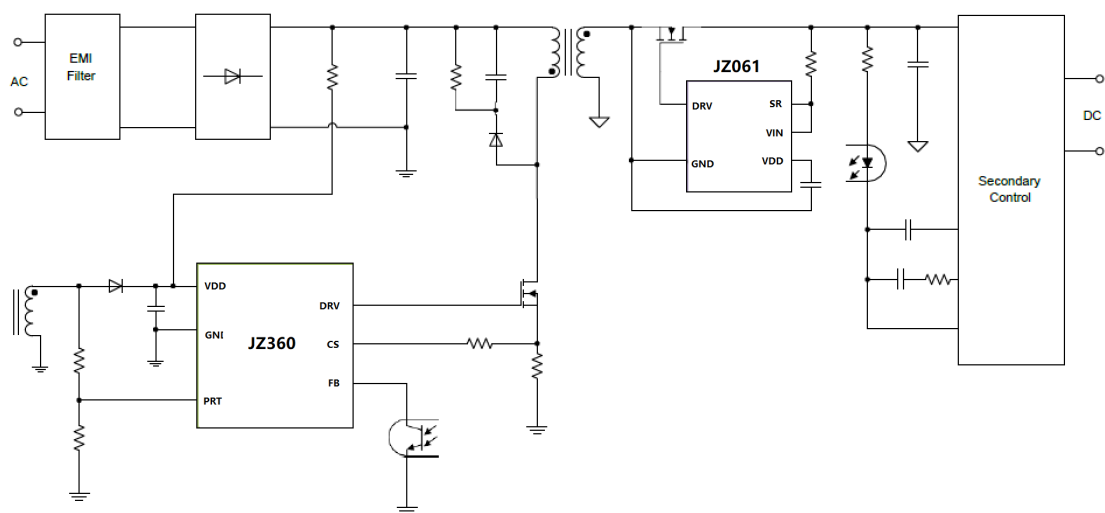 EMI
Filter
AC
JZ061
DRV
SR
VIN
GND
VDD
DC
Secondary
Control
VDD
DRV
GNI
JZ360
CS
FB
PRT